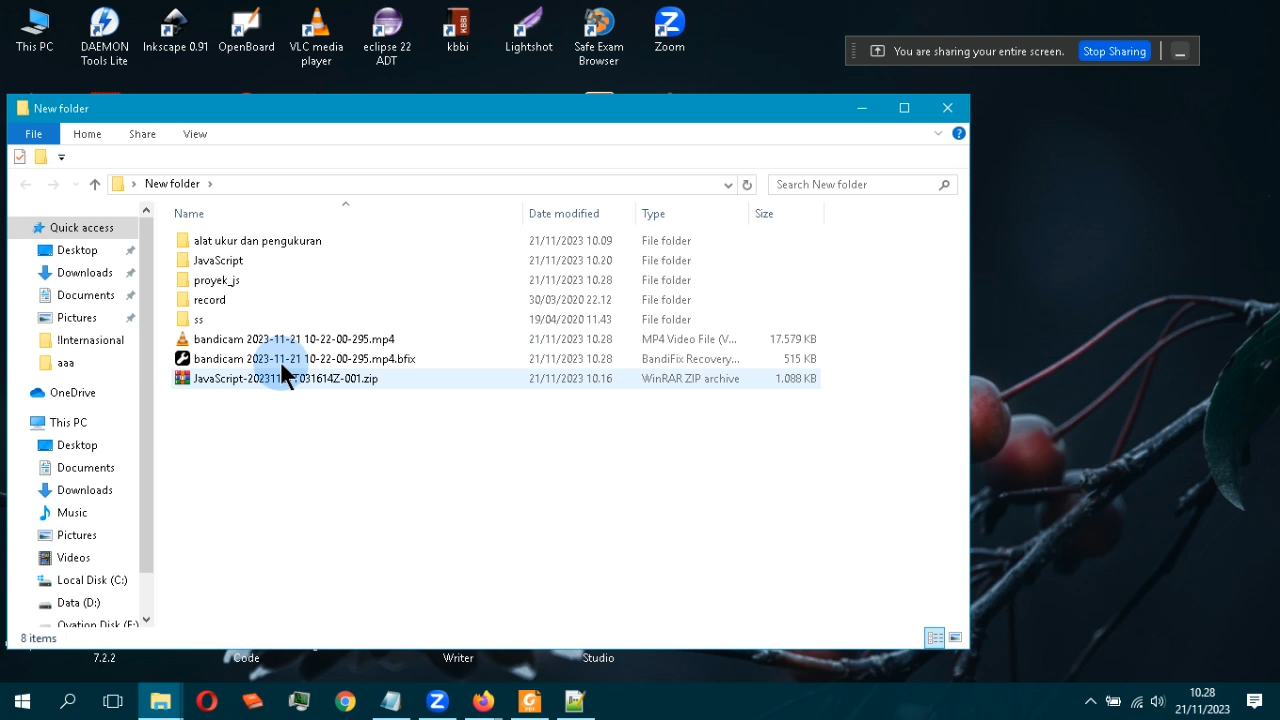 This PC
DAEMON Tools Lite
Inkscape 0.91
OpenBoard
VLC media player
eclipse 22 ADT
kbbi
Lightshot
Safe Exam Browser
Zoom
You are sharing your entire screen.
Stop Sharing
New folder
File
Home
Share
View
New folder
Search New folder
Name
Date modified
Type
Size
alat ukur dan pengukuran 21/11/2023 10.09 File folder
JavaScript 21/11/2023 10.20 File folder
proyek_js 21/11/2023 10.28 File folder
record 30/03/2020 22.12 File folder
ss 19/04/2020 11.43 File folder
bandicam 2023-11-21 10-22-00-295.mp4 21/11/2023 10.28 MP4 Video File (V... 17.579 KB
bandicam 2023-11-21 10-22-00-295.mp4.bfix 21/11/2023 10.28 BandiFix Recovery... 515 KB
21/11/2023 10.16 WinRAR ZIP archive 1.088 KB
Quick access
Desktop
Downloads
Documents
Pictures
!Internasional
aaa
OneDrive
This PC
Desktop
Documents
Downloads
Music
Pictures
Videos
Local Disk (C:)
Data (D:)
8 items
7.2.2
Code
Writer
Studio
10.28
21/11/2023